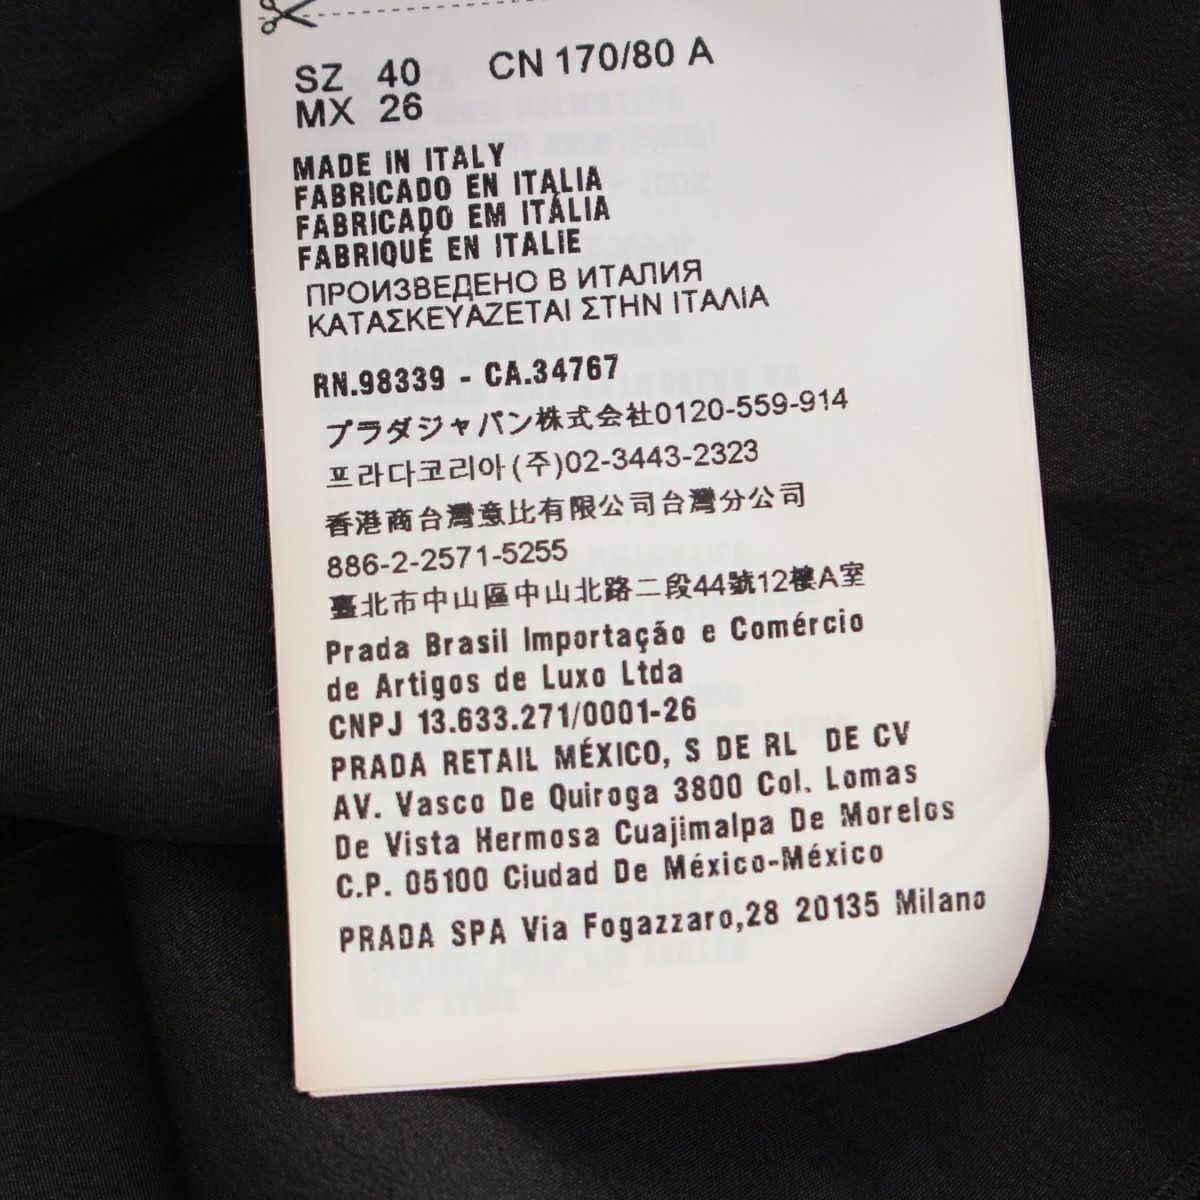 SZ 40 CN 170/80 A
MX 26
MADE IN ITALY
FABRICADO EN ITALIA
FABRICADO EM ITÁLIA
FABRIQUÉ EN ITALIE
ПРОИЗВЕДЕНО В ИТАЛИЯ
ΚΑΤΑΣΚΕΥΑΖΕΤΑΙ ΣΤΗΝ ΙΤΑΛΙΑ
RN.98339 - CA.34767
プラダジャパン株式会社0120-559-914
프라다코리아(주)02-3443-2323
香港商台灣意比有限公司台灣分公司
886-2-2571-5255
臺北市中山區中山北路二段44號12樓A室
Prada Brasil Importação e Comércio
de Artigos de Luxo Ltda
CNPJ 13.633.271/0001-26
PRADA RETAIL MÉXICO, S DE RL DE CV
AV. Vasco De Quiroga 3800 Col. Lomas
De Vista Hermosa Cuajimalpa De Morelos
C.P. 05100 Ciudad De México-México
PRADA SPA Via Fogazzaro,28 20135 Milano